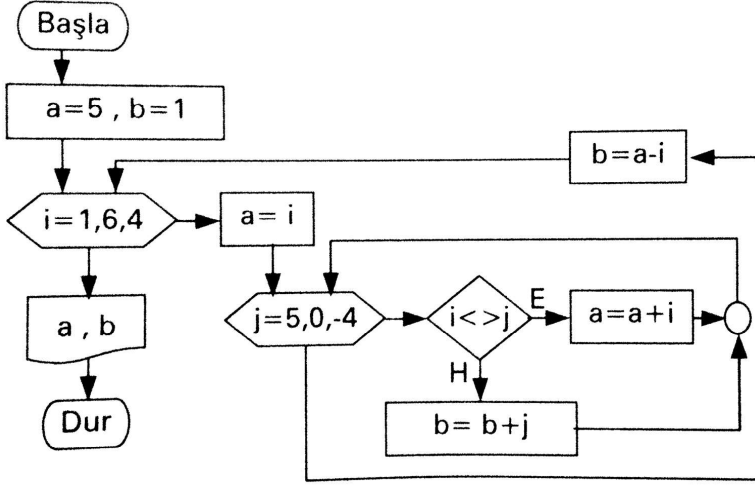 Başla
a=5 , b=1
b=a-i
i=1,6,4
a= i
a , b
j=5,0,-4
i<>j
E
a=a+i
H
b= b+j
Dur